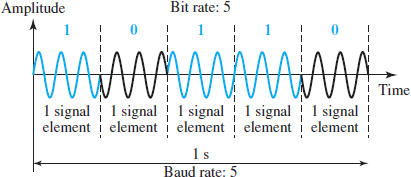 Amplitude
Bit rate: 5
1 0 1 1 0
Time
1 signal 1 signal 1 signal 1 signal 1 signal
element element element element element
1 s
Baud rate: 5